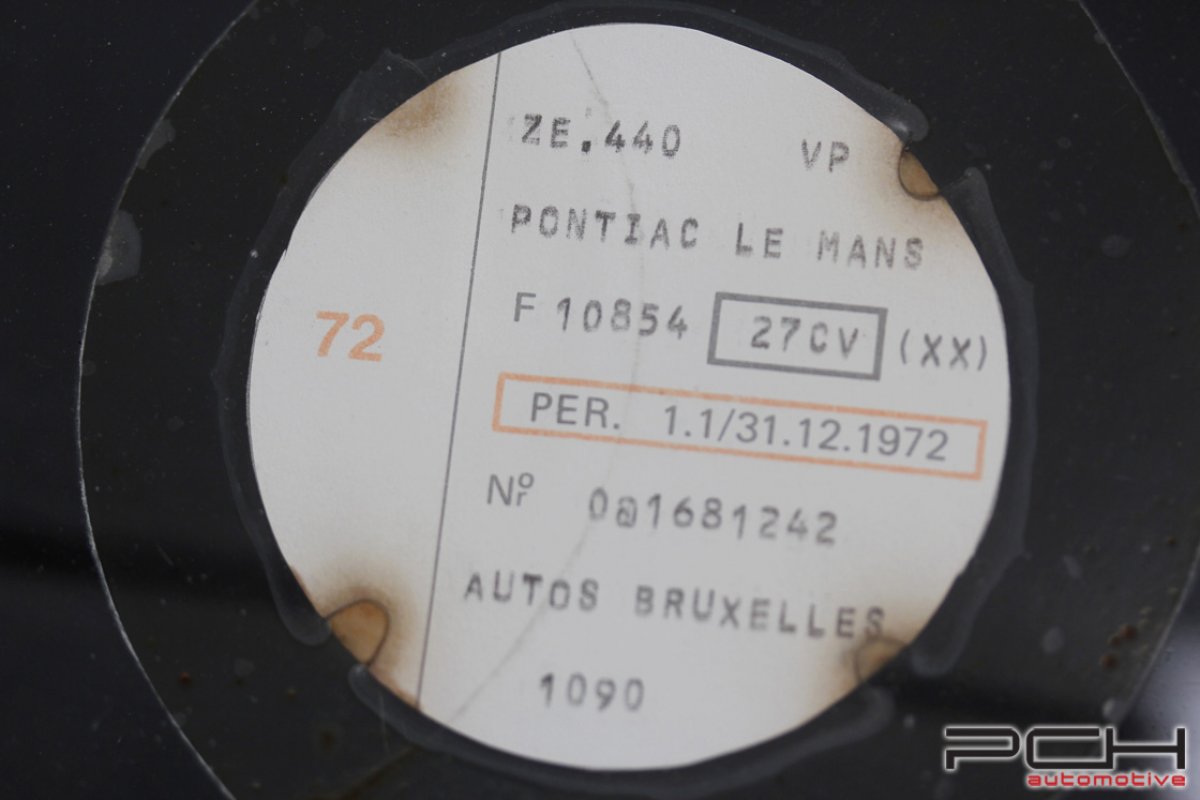 72
ZE.440 VP
PONTIAC LE MANS
F 10854 27CV (XX)
PER. 1.1/31.12.1972
Nº 0a1681242
AUTOS BRUXELLES
1090
PCH
automotive